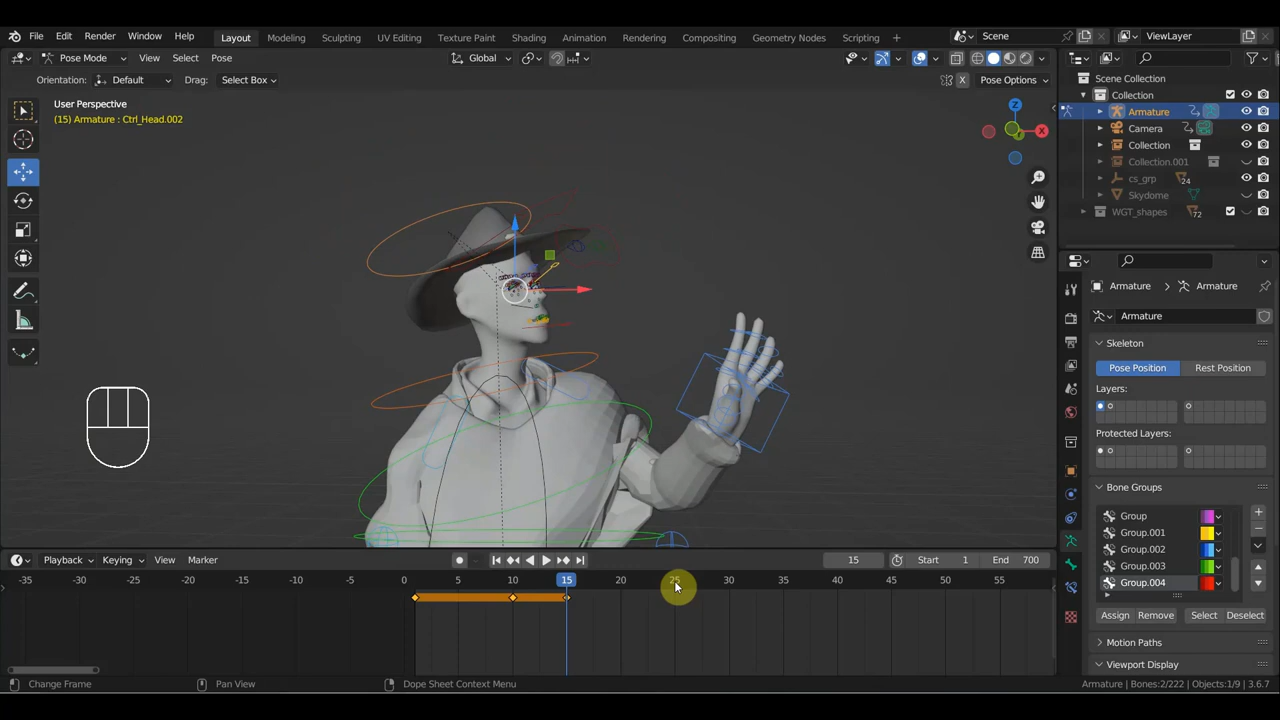 File Edit Render Window Help Layout Modeling Sculpting UV Editing Texture Paint Shading Animation Rendering Compositing Geometry Nodes Scripting + Scene ViewLayer
Pose Mode View Select Pose Global
Orientation: Default Drag: Select Box X Pose Options
Scene Collection
Collection
Armature
Camera
Collection
Collection.001
cs_grp 24
Skydome
WGT_shapes 72
User Perspective
(15) Armature : Ctrl_Head.002
Z
X
Armature > Armature
Armature
Skeleton
Pose Position Rest Position
Layers:
Protected Layers:
Bone Groups
Group
Group.001
Group.002
Group.003
Group.004
Assign Remove Select Deselect
Motion Paths
Viewport Display
Playback Keying View Marker 15 Start 1 End 700
-35 -30 -25 -20 -15 -10 -5 0 5 10 15 20 25 30 35 40 45 50 55
Change Frame Pan View Dope Sheet Context Menu Armature | Bones:2/222 | Objects:1/9 | 3.6.7